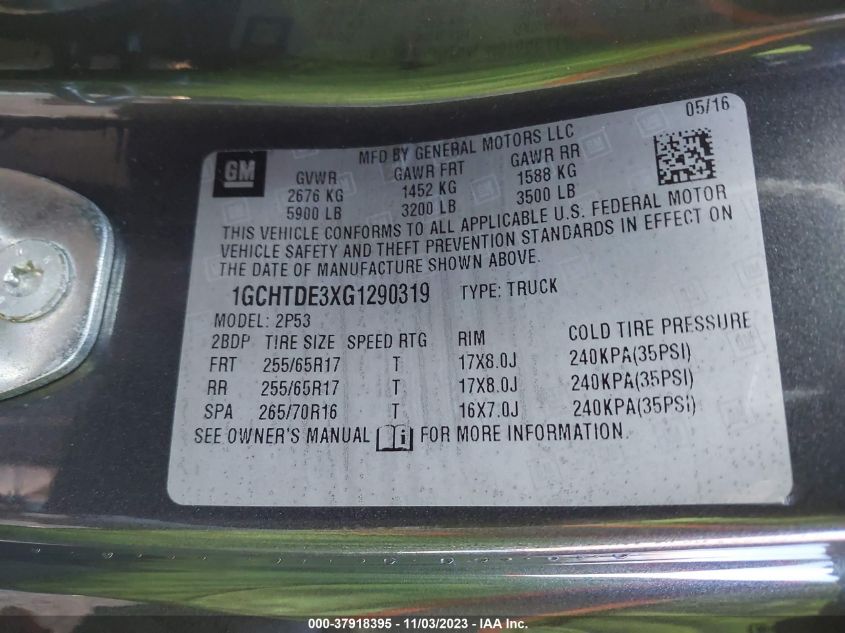 05/16
GM
MFD BY GENERAL MOTORS LLC
GVWR GAWR FRT GAWR RR
2676 KG 1452 KG 1588 KG
5900 LB 3200 LB 3500 LB
THIS VEHICLE CONFORMS TO ALL APPLICABLE U.S. FEDERAL MOTOR
VEHICLE SAFETY AND THEFT PREVENTION STANDARDS IN EFFECT ON
THE DATE OF MANUFACTURE SHOWN ABOVE.
1GCHTDE3XG1290319 TYPE: TRUCK
MODEL: 2P53
2BDP TIRE SIZE SPEED RTG RIM COLD TIRE PRESSURE
FRT 255/65R17 T 17X8.0J 240KPA(35PSI)
RR 255/65R17 T 17X8.0J 240KPA(35PSI)
SPA 265/70R16 T 16X7.0J 240KPA(35PSI)
SEE OWNER'S MANUAL i FOR MORE INFORMATION.
000-37918395 - 11/03/2023 - IAA Inc.